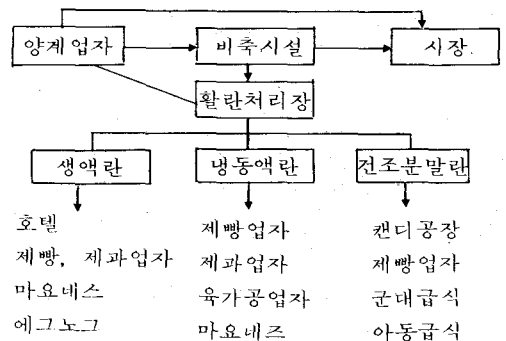 양계업자 비축시설 시장
활란처리장
생액란 냉동액란 전조분말란
호텔 제빵업자 캔디공장
제빵, 제과업자 제과업자 제빵업자
마요네스 육가공업자 군대급식
에그노그 마요네즈 아동급식